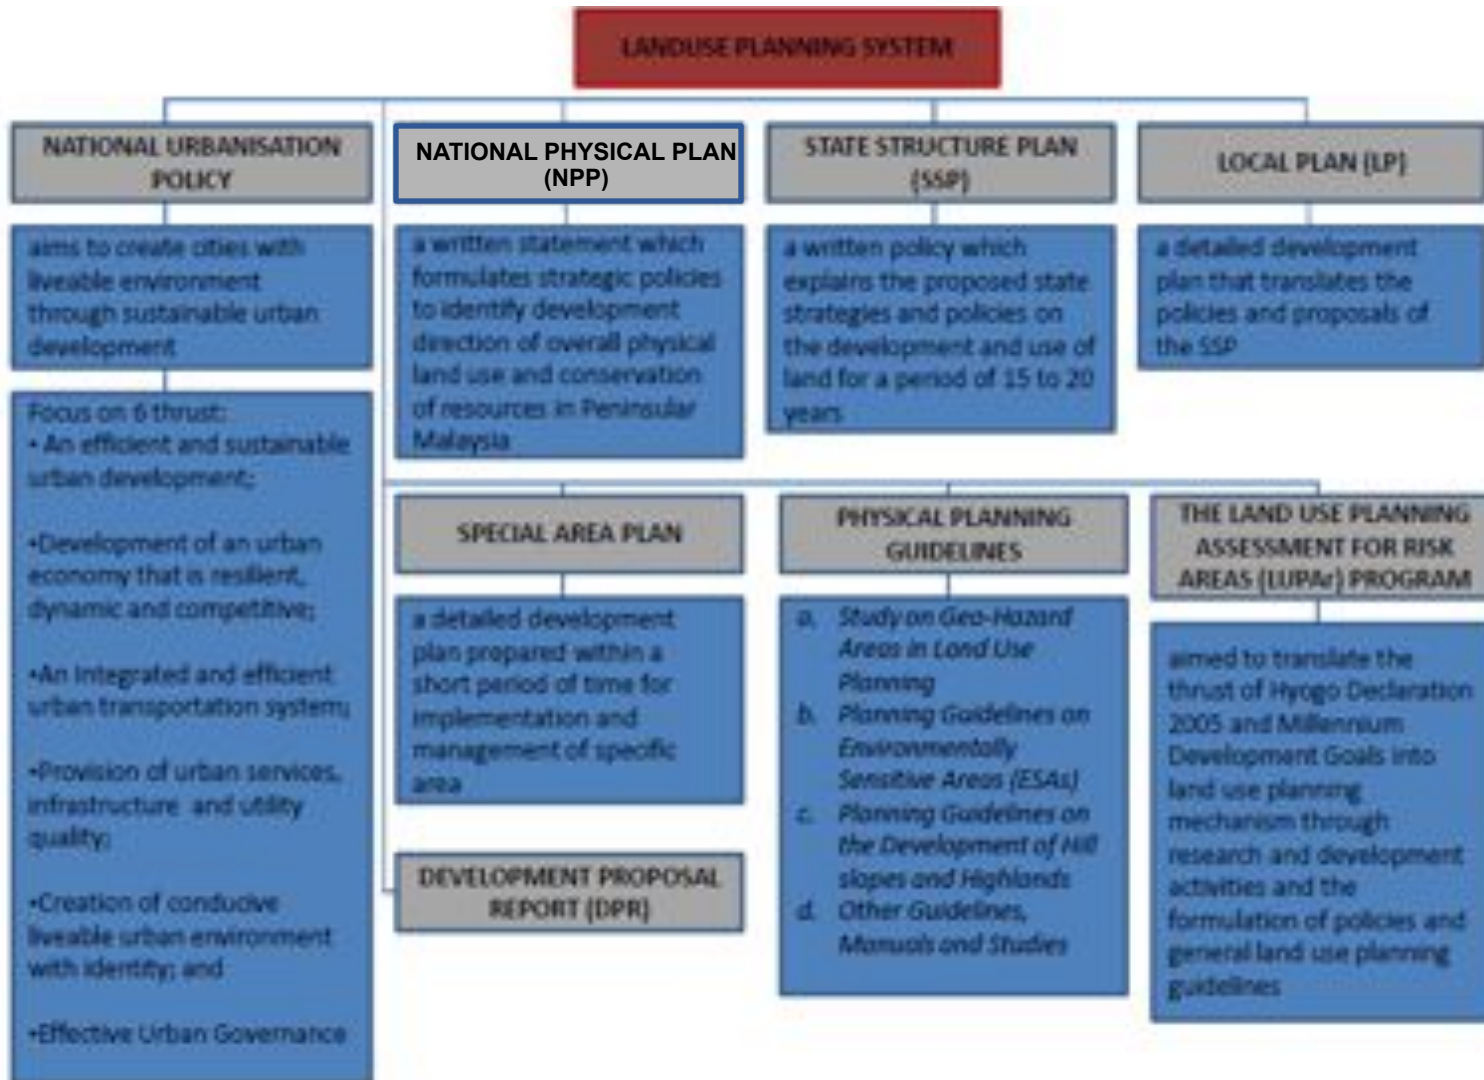 LANDUSE PLANNING SYSTEM
NATIONAL URBANISATION
POLICY
aims to create cities with
liveable environment
through sustainable urban
development
Focus on 6 thrust:
• An efficient and sustainable
urban development;
•Development of an urban
economy that is resilient,
dynamic and competitive;
•An integrated and efficient
urban transportation system;
•Provision of urban services,
infrastructure and utility
quality;
•Creation of conducive
liveable urban environment
with identity; and
•Effective Urban Governance
NATIONAL PHYSICAL PLAN
(NPP)
a written statement which
formulates strategic policies
to identify development
direction of overall physical
land use and conservation
of resources in Peninsular
Malaysia
STATE STRUCTURE PLAN
(SSP)
a written policy which
explains the proposed state
strategies and policies on
the development and use of
land for a period of 15 to 20
years
LOCAL PLAN (LP)
a detailed development
plan that translates the
policies and proposals of
the SSP
SPECIAL AREA PLAN
a detailed development
plan prepared within a
short period of time for
implementation and
management of specific
area
DEVELOPMENT PROPOSAL
REPORT (DPR)
PHYSICAL PLANNING
GUIDELINES
a. Study on Geo-Hazard
Areas in Land Use
Planning
b. Planning Guidelines on
Environmentally
Sensitive Areas (ESAs)
c. Planning Guidelines on
the Development of Hill
slopes and Highlands
d. Other Guidelines,
Manuals and Studies
THE LAND USE PLANNING
ASSESSMENT FOR RISK
AREAS (LUPAr) PROGRAM
aimed to translate the
thrust of Hyogo Declaration
2005 and Millennium
Development Goals into
land use planning
mechanism through
research and development
activities and the
formulation of policies and
general land use planning
guidelines